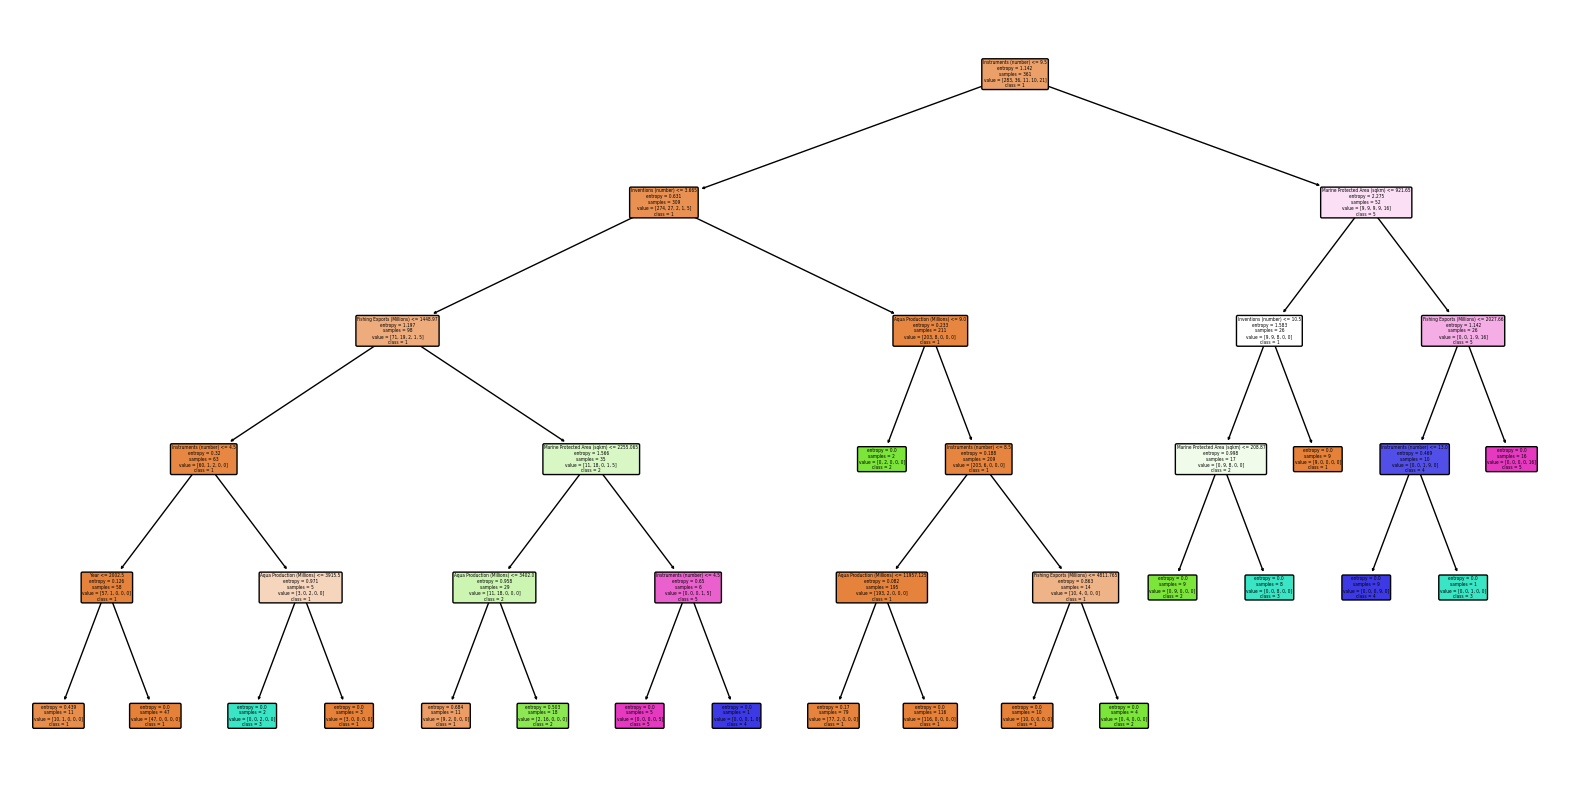 Instruments (number) <= 9.5
entropy = 1.142
samples = 361
value = [283, 36, 11, 10, 21]
class = 1
Inventions (number) <= 3.665
entropy = 0.631
samples = 309
value = [274, 27, 2, 1, 5]
class = 1
Marine Protected Area (sqkm) <= 921.65
entropy = 2.275
samples = 52
value = [9, 9, 9, 9, 16]
class = 5
Fishing Exports (Millions) <= 1448.97
entropy = 1.197
samples = 98
value = [71, 19, 2, 1, 5]
class = 1
Aqua Production (Millions) <= 9.0
entropy = 0.233
samples = 211
value = [203, 8, 0, 0, 0]
class = 1
Inventions (number) <= 10.5
entropy = 1.583
samples = 26
value = [9, 9, 8, 0, 0]
class = 1
Fishing Exports (Millions) <= 2027.66
entropy = 1.142
samples = 26
value = [0, 0, 1, 9, 16]
class = 5
Instruments (number) <= 4.5
entropy = 0.32
samples = 63
value = [60, 1, 2, 0, 0]
class = 1
Marine Protected Area (sqkm) <= 2255.065
entropy = 1.566
samples = 35
value = [11, 18, 0, 1, 5]
class = 2
entropy = 0.0
samples = 2
value = [0, 2, 0, 0, 0]
class = 2
Instruments (number) <= 8.5
entropy = 0.188
samples = 209
value = [203, 6, 0, 0, 0]
class = 1
Marine Protected Area (sqkm) <= 208.87
entropy = 0.998
samples = 17
value = [0, 9, 8, 0, 0]
class = 2
entropy = 0.0
samples = 9
value = [9, 0, 0, 0, 0]
class = 1
Instruments (number) <= 13.0
entropy = 0.469
samples = 10
value = [0, 0, 1, 9, 0]
class = 4
entropy = 0.0
samples = 16
value = [0, 0, 0, 0, 16]
class = 5
Year <=
entropy = 0.126
samples = 58
value = [57, 1, 0, 0, 0]
class = 1
Aqua Production (Millions) <= 3915.5
entropy = 0.971
samples = 5
value = [3, 0, 2, 0, 0]
class = 1
Aqua Production (Millions) <= 3402.0
entropy = 0.958
samples = 29
value = [11, 18, 0, 0, 0]
class = 2
Instruments (number) <= 4.5
entropy = 0.65
samples = 6
value = [0, 0, 0, 1, 5]
class = 5
Aqua Production (Millions) <= 11957.125
entropy = 0.082
samples = 195
value = [193, 2, 0, 0, 0]
class = 1
Fishing Exports (Millions) <= 4811.765
entropy = 0.863
samples = 14
value = [10, 4, 0, 0, 0]
class = 1
entropy = 0.0
samples = 9
value = [0, 9, 0, 0, 0]
class = 2
entropy = 0.0
samples = 8
value = [0, 0, 8, 0, 0]
class = 3
entropy = 0.0
samples = 9
value = [0, 0, 0, 9, 0]
class = 4
entropy = 0.0
samples = 1
value = [0, 0, 1, 0, 0]
class = 3
entropy = 0.439
samples = 11
value = [10, 1, 0, 0, 0]
class = 1
entropy = 0.0
samples = 47
value = [47, 0, 0, 0, 0]
class = 1
entropy = 0.0
samples = 2
value = [0, 0, 2, 0, 0]
class = 3
entropy = 0.0
samples = 3
value = [3, 0, 0, 0, 0]
class = 1
entropy = 0.684
samples = 11
value = [9, 2, 0, 0, 0]
class = 1
entropy = 0.503
samples = 18
value = [2, 16, 0, 0, 0]
class = 2
entropy = 0.0
samples = 5
value = [0, 0, 0, 0, 5]
class = 5
entropy = 0.0
samples = 1
value = [0, 0, 0, 1, 0]
class = 4
entropy = 0.17
samples = 79
value = [77, 2, 0, 0, 0]
class = 1
entropy = 0.0
samples = 116
value = [116, 0, 0, 0, 0]
class = 1
entropy = 0.0
samples = 10
value = [10, 0, 0, 0, 0]
class = 1
entropy = 0.0
samples = 4
value = [0, 4, 0, 0, 0]
class = 2